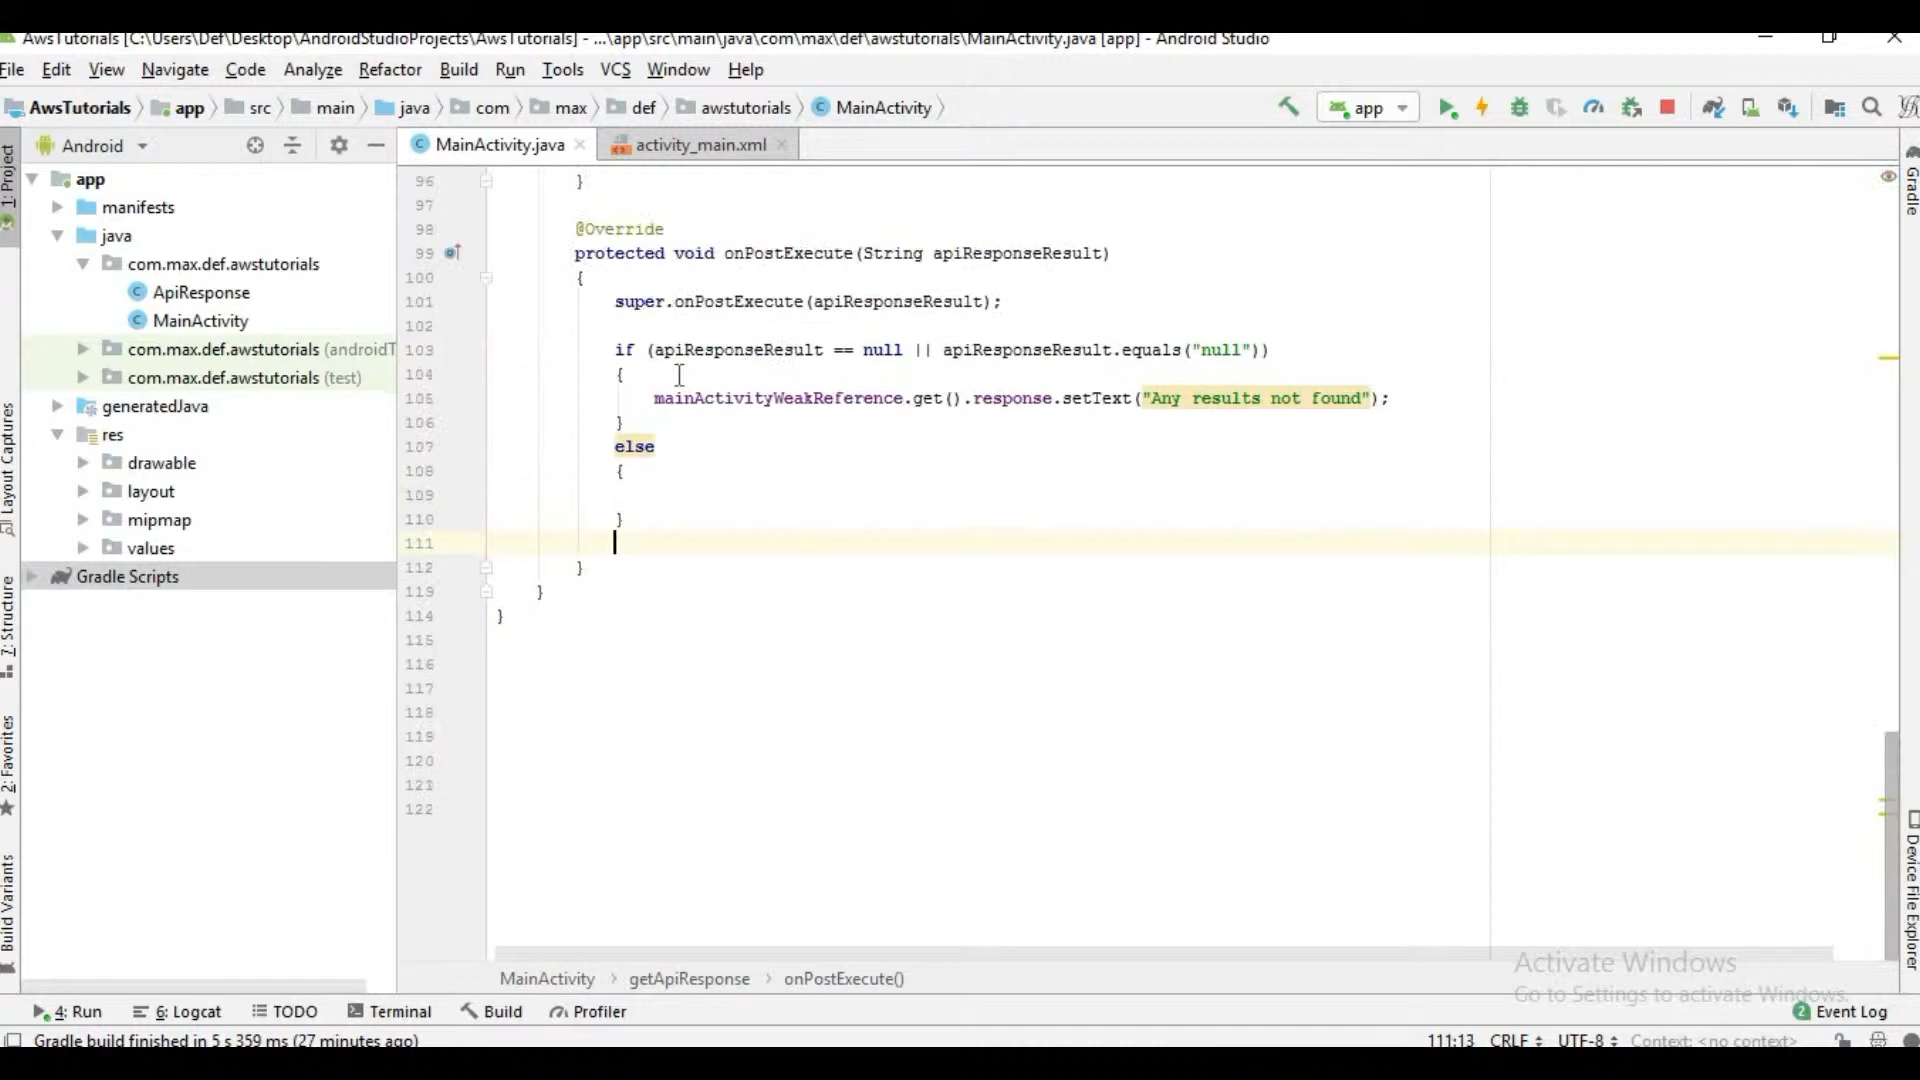 AwsTutorials [C:\Users\Def\Desktop\AndroidStudioProjects\AwsTutorials] - ...\app\src\main\java\com\max\def\awstutorials\MainActivity.java [app] - Android Studio
File Edit View Navigate Code Analyze Refactor Build Run Tools VCS Window Help
AwsTutorials app src main java com max def awstutorials MainActivity app
Android MainActivity.java activity_main.xml
1: Project
7: Structure
Layout Captures
2: Favorites
Build Variants
app
manifests
java
com.max.def.awstutorials
ApiResponse
MainActivity
com.max.def.awstutorials (androidT
com.max.def.awstutorials (test)
generatedJava
res
drawable
layout
mipmap
values
Gradle Scripts
96 }
97
98 @Override
99 protected void onPostExecute(String apiResponseResult)
100 {
101 super.onPostExecute(apiResponseResult);
102
103 if (apiResponseResult == null || apiResponseResult.equals("null"))
104 {
105 mainActivityWeakReference.get().response.setText("Any results not found");
106 }
107 else
108 {
109
110 }
111
112 }
119 }
114 }
115
116
117
118
119
120
121
122
Gradle
Device File Explorer
MainActivity getApiResponse onPostExecute()
Activate Windows
Go to Settings to activate Windows.
4: Run 6: Logcat TODO Terminal Build Profiler 2 Event Log
Gradle build finished in 5 s 359 ms (27 minutes ago) 111:13 CRLF UTF-8 Context: <no context>